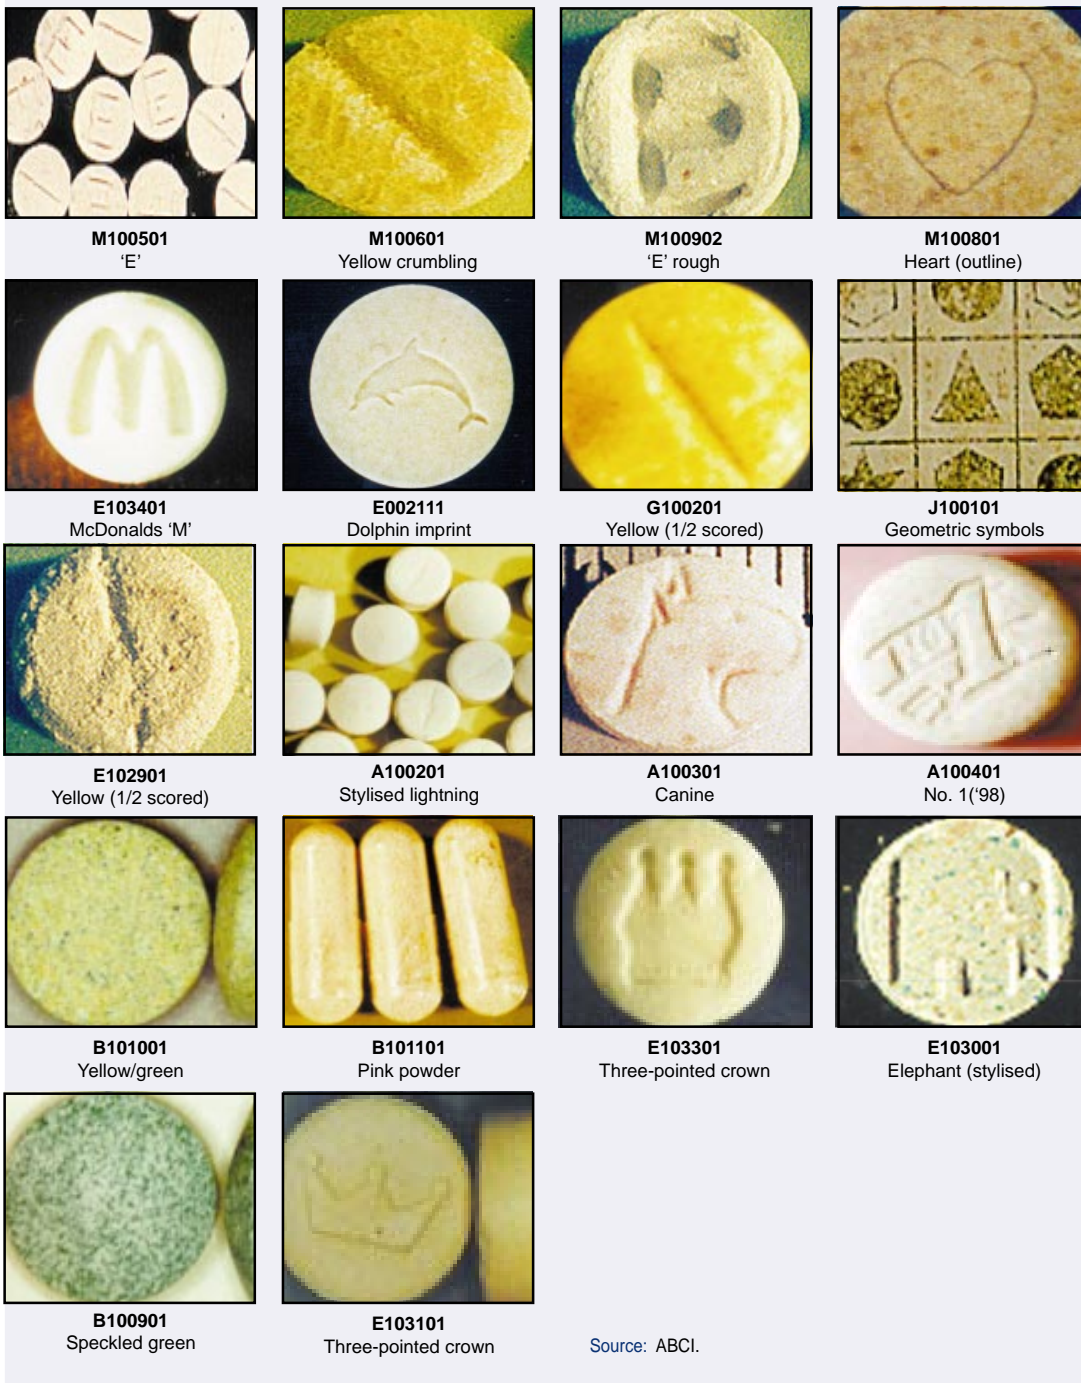 M100501
‘E’
M100601
Yellow crumbling
M100902
‘E’ rough
M100801
Heart (outline)
E103401
McDonalds ‘M’
E002111
Dolphin imprint
G100201
Yellow (1/2 scored)
J100101
Geometric symbols
E102901
Yellow (1/2 scored)
A100201
Stylised lightning
A100301
Canine
A100401
No. 1(‘98)
B101001
Yellow/green
B101101
Pink powder
E103301
Three-pointed crown
E103001
Elephant (stylised)
B100901
Speckled green
E103101
Three-pointed crown
Source: ABCI.